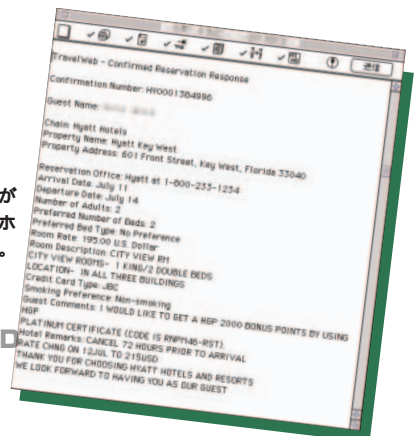 送信
TravelWeb - Confirmed Reservation Response
Confirmation Number: HY0001384996
Guest Name:
Chain: Hyatt Hotels
Property Name: Hyatt Key West
Property Address: 601 Front Street, Key West, Florida 33040
Reservation Office: Hyatt at 1-800-233-1234
Arrival Date: July 11
Departure Date: July 14
Number of Adults: 2
Preferred Number of Beds: 2
Preferred Bed Type: No Preference
Room Rate: 195.00 U.S. Dollar
Room Description: CITY VIEW RM
CITY VIEW ROOMS- 1 KING/2 DOUBLE BEDS
LOCATION- IN ALL THREE BUILDINGS
Credit Card Type: JBC
Smoking Preference: Non-smoking
Guest Comments: I WOULD LIKE TO GET A HGP 2000 BONUS POINTS BY USING
HGP
PLATINUM CERTIFICATE (CODE IS RNPM46-RST).
Hotel Remarks: CANCEL 72 HOURS PRIOR TO ARRIVAL
RATE CHNG ON 12JUL TO 215USD
THANK YOU FOR CHOOSING HYATT HOTELS AND RESORTS
WE LOOK FORWARD TO HAVING YOU AS OUR GUEST
が
ホ
。
D